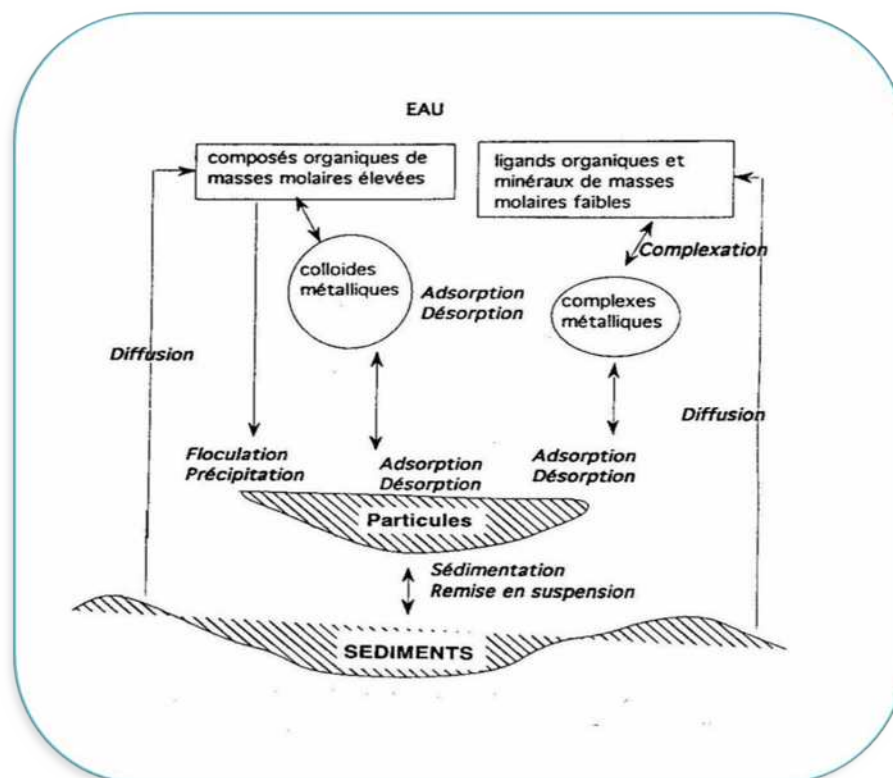 EAU
composés organiques de
masses molaires élevées
ligands organiques et
minéraux de masses
molaires faibles
Complexation
colloides
métalliques
Adsorption
Désorption
complexes
métalliques
Diffusion
Diffusion
Floculation
Précipitation
Adsorption
Désorption
Adsorption
Désorption
Particules
Sédimentation
Remise en suspension
SEDIMENTS